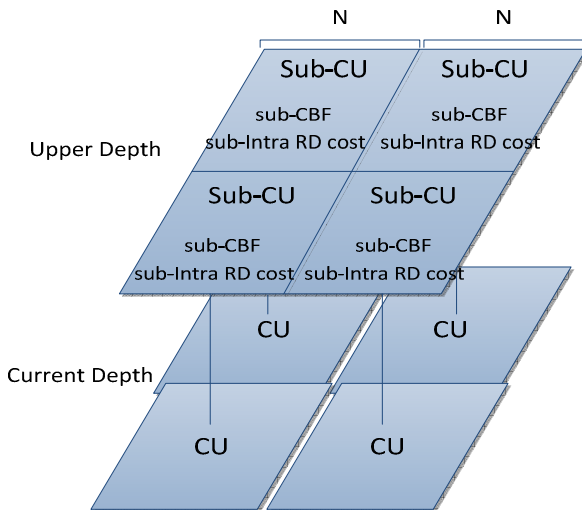 N N
Sub-CU Sub-CU
sub-CBF sub-CBF
sub-Intra RD cost sub-Intra RD cost
Upper Depth
Sub-CU Sub-CU
sub-CBF sub-CBF
sub-Intra RD cost sub-Intra RD cost
CU CU
Current Depth
CU CU